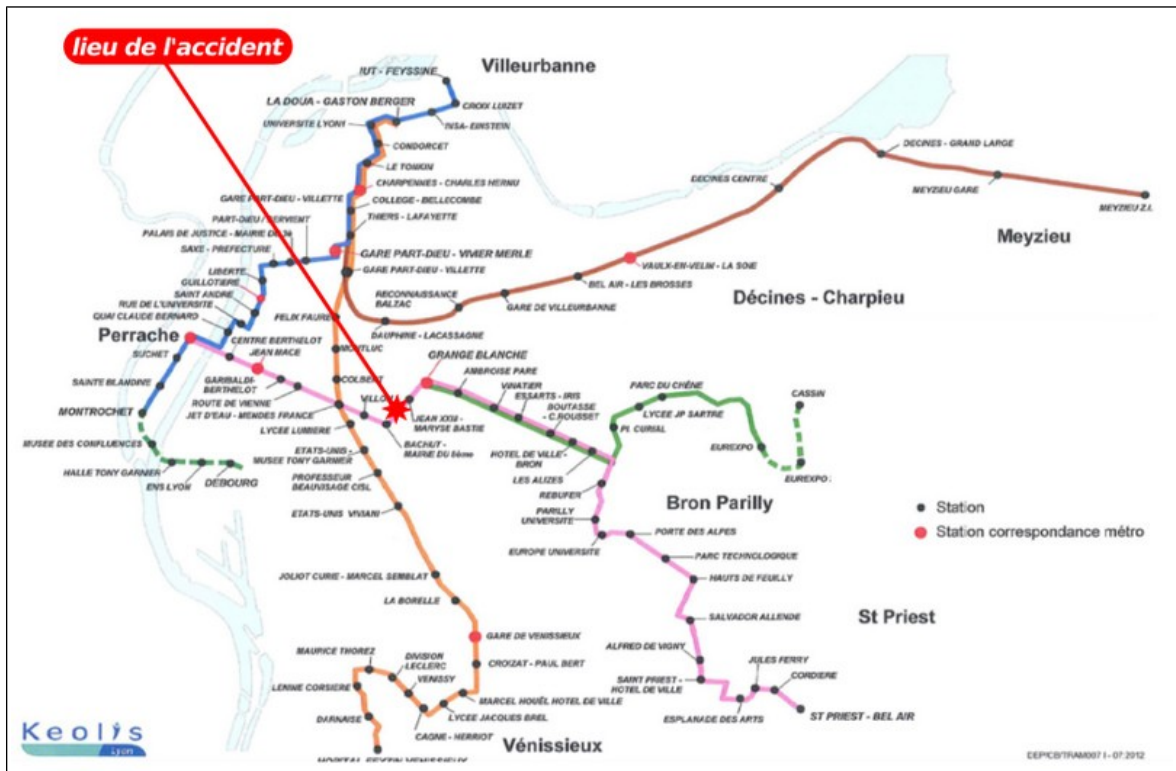 lieu de l'accident
Villeurbanne
IUT - FEYSSINE
LA DOUA - GASTON BERGER
CROIX LUIZET
UNIVERSITE LYON1
INSA - EINSTEIN
CONDORCET
LE TONKIN
CHARPENNES - CHARLES HERNU
GARE PART-DIEU - VILLETTE
COLLEGE - BELLECOMBE
THIERS - LAFAYETTE
PART-DIEU / SERVIENT
PALAIS DE JUSTICE - MAIRIE DU 3è
SAXE - PREFECTURE
GARE PART-DIEU - VIVIER MERLE
GARE PART-DIEU - VILLETTE
LIBERTE
GUILLOTIERE
SAINT ANDRE
RUE DE L'UNIVERSITE
QUAI CLAUDE BERNARD
DECINES - GRAND LARGE
DECINES CENTRE
MEYZIEU GARE
MEYZIEU Z.I.
Meyzieu
VAULX-EN-VELIN - LA SOIE
BEL AIR - LES BROSSES
Décines - Charpieu
RECONNAISSANCE
BALZAC
GARE DE VILLEURBANNE
DAUPHINE - LACASSAGNE
FELIX FAURE
Perrache
CENTRE BERTHELOT
JEAN MACE
SUCHET
MONTLUC
GRANGE BLANCHE
SAINTE BLANDINE
GARIBALDI-
BERTHELOT
COLBERT
AMBROISE PARE
VINATIER
ESSARTS - IRIS
BOUTASSE
- C.ROUSSET
PARC DU CHÊNE
CASSIN
ROUTE DE VIENNE
VILLON
JET D'EAU - MENDES FRANCE
MONTROCHET
JEAN XXIII -
MARYSE BASTIE
LYCEE JP SARTRE
PL CURIAL
LYCEE LUMIERE
BACHUT -
MAIRIE DU 8ème
MUSEE DES CONFLUENCES
ETATS-UNIS -
MUSEE TONY GARNIER
HOTEL DE VILLE -
BRON
EUREXPO
HALLE TONY GARNIER
DEBOURG
ENS LYON
LES ALIZES
EUREXPO
PROFESSEUR
BEAUVISAGE CISL
REBUFER
Bron Parilly
ETATS-UNIS VIVIANI
PARILLY
UNIVERSITE
Station
PORTE DES ALPES
Station correspondance métro
EUROPE UNIVERSITE
PARC TECHNOLOGIQUE
JOLIOT CURIE - MARCEL SEMBLAT
HAUTS DE FEUILLY
LA BORELLE
SALVADOR ALLENDE
St Priest
GARE DE VENISSIEUX
MAURICE THOREZ
DIVISION
LECLERC
CROIZAT - PAUL BERT
ALFRED DE VIGNY
JULES FERRY
CORDIERE
VENISSY
LENINE CORSIERE
SAINT PRIEST -
HOTEL DE VILLE
MARCEL HOUËL HOTEL DE VILLE
LYCEE JACQUES BREL
ESPLANADE DES ARTS
ST PRIEST - BEL AIR
DARNAISE
CAGNE - HERRIOT
Vénissieux
HOPITAL FEYZIN VENISSIEUX
Keolis
Lyon
DEP/CB/TRAM007 I - 07:2012